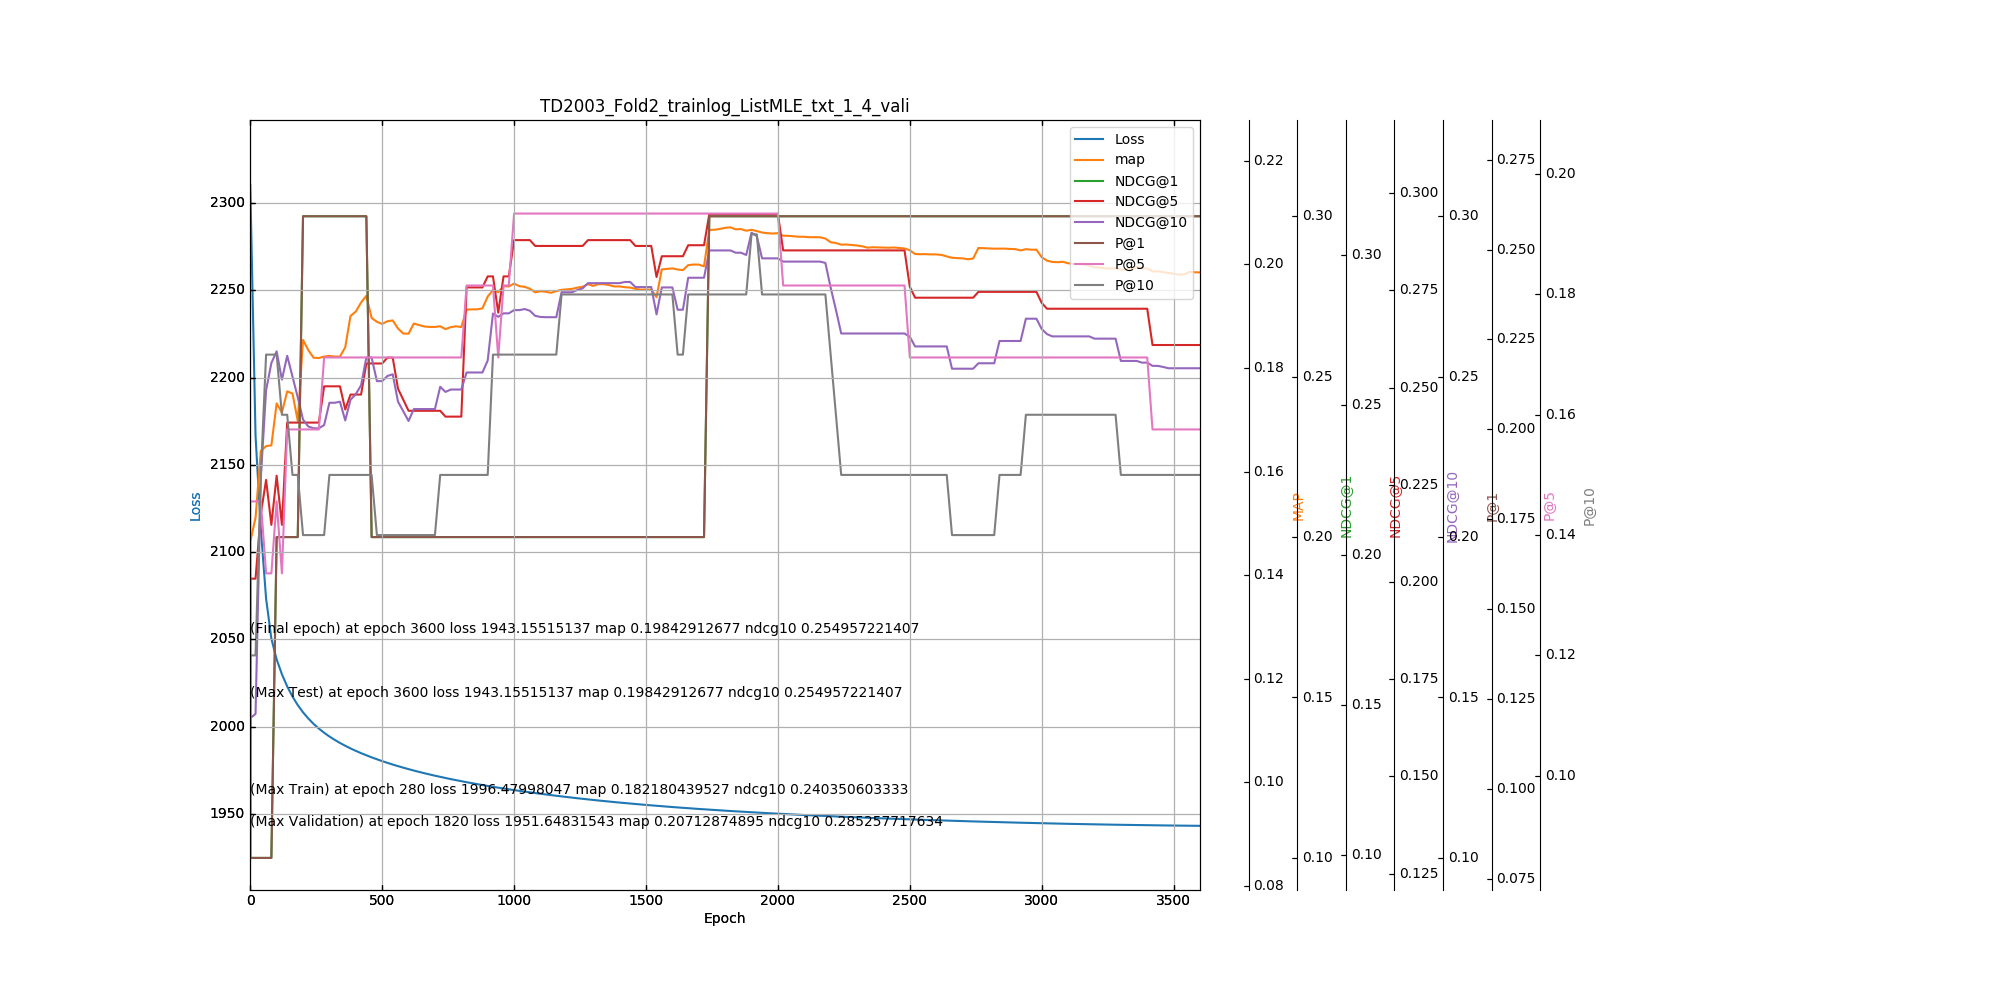 TD2003_Fold2_trainlog_ListMLE_txt_1_4_vali
Loss
map
NDCG@1
NDCG@5
NDCG@10
P@1
P@5
P@10
2300
2250
2200
2150
2100
2050
2000
1950
Loss
(Final epoch) at epoch 3600 loss 1943.15515137 map 0.19842912677 ndcg10 0.254957221407
(Max Test) at epoch 3600 loss 1943.15515137 map 0.19842912677 ndcg10 0.254957221407
(Max Train) at epoch 280 loss 1996.47998047 map 0.182180439527 ndcg10 0.240350603333
(Max Validation) at epoch 1820 loss 1951.64831543 map 0.20712874895 ndcg10 0.285257717634
0 500 1000 1500 2000 2500 3000 3500
Epoch
0.22
0.20
0.18
0.16
0.14
0.12
0.10
0.08
MAP
0.30
0.25
0.20
0.15
0.10
NDCG@1
0.30
0.25
0.20
0.15
0.10
NDCG@5
0.300
0.275
0.250
0.225
0.200
0.175
0.150
0.125
NDCG@10
0.30
0.25
0.20
0.15
0.10
P@1
0.275
0.250
0.225
0.200
0.175
0.150
0.125
0.100
0.075
P@5
0.20
0.18
0.16
0.14
0.12
0.10
P@10